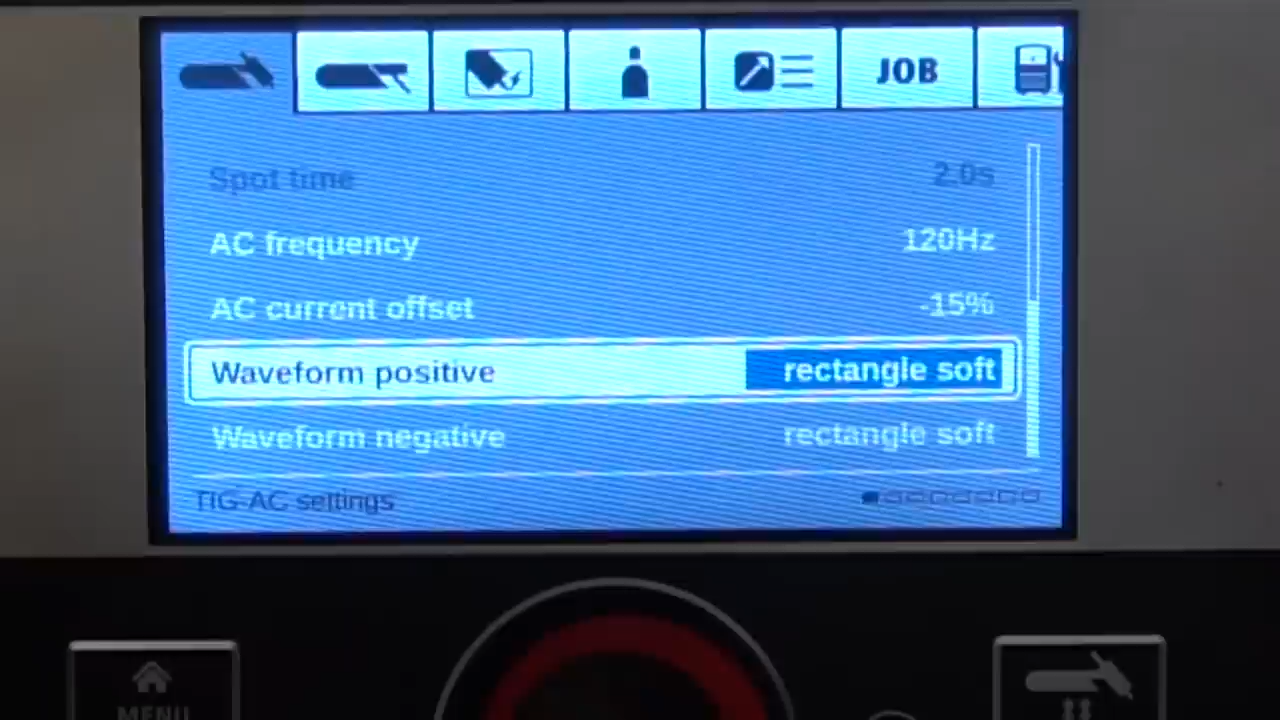 JOB
Spot time 2.0s
AC frequency 120Hz
AC current offset -15%
Waveform positive rectangle soft
Waveform negative rectangle soft
TIG-AC settings
MENU